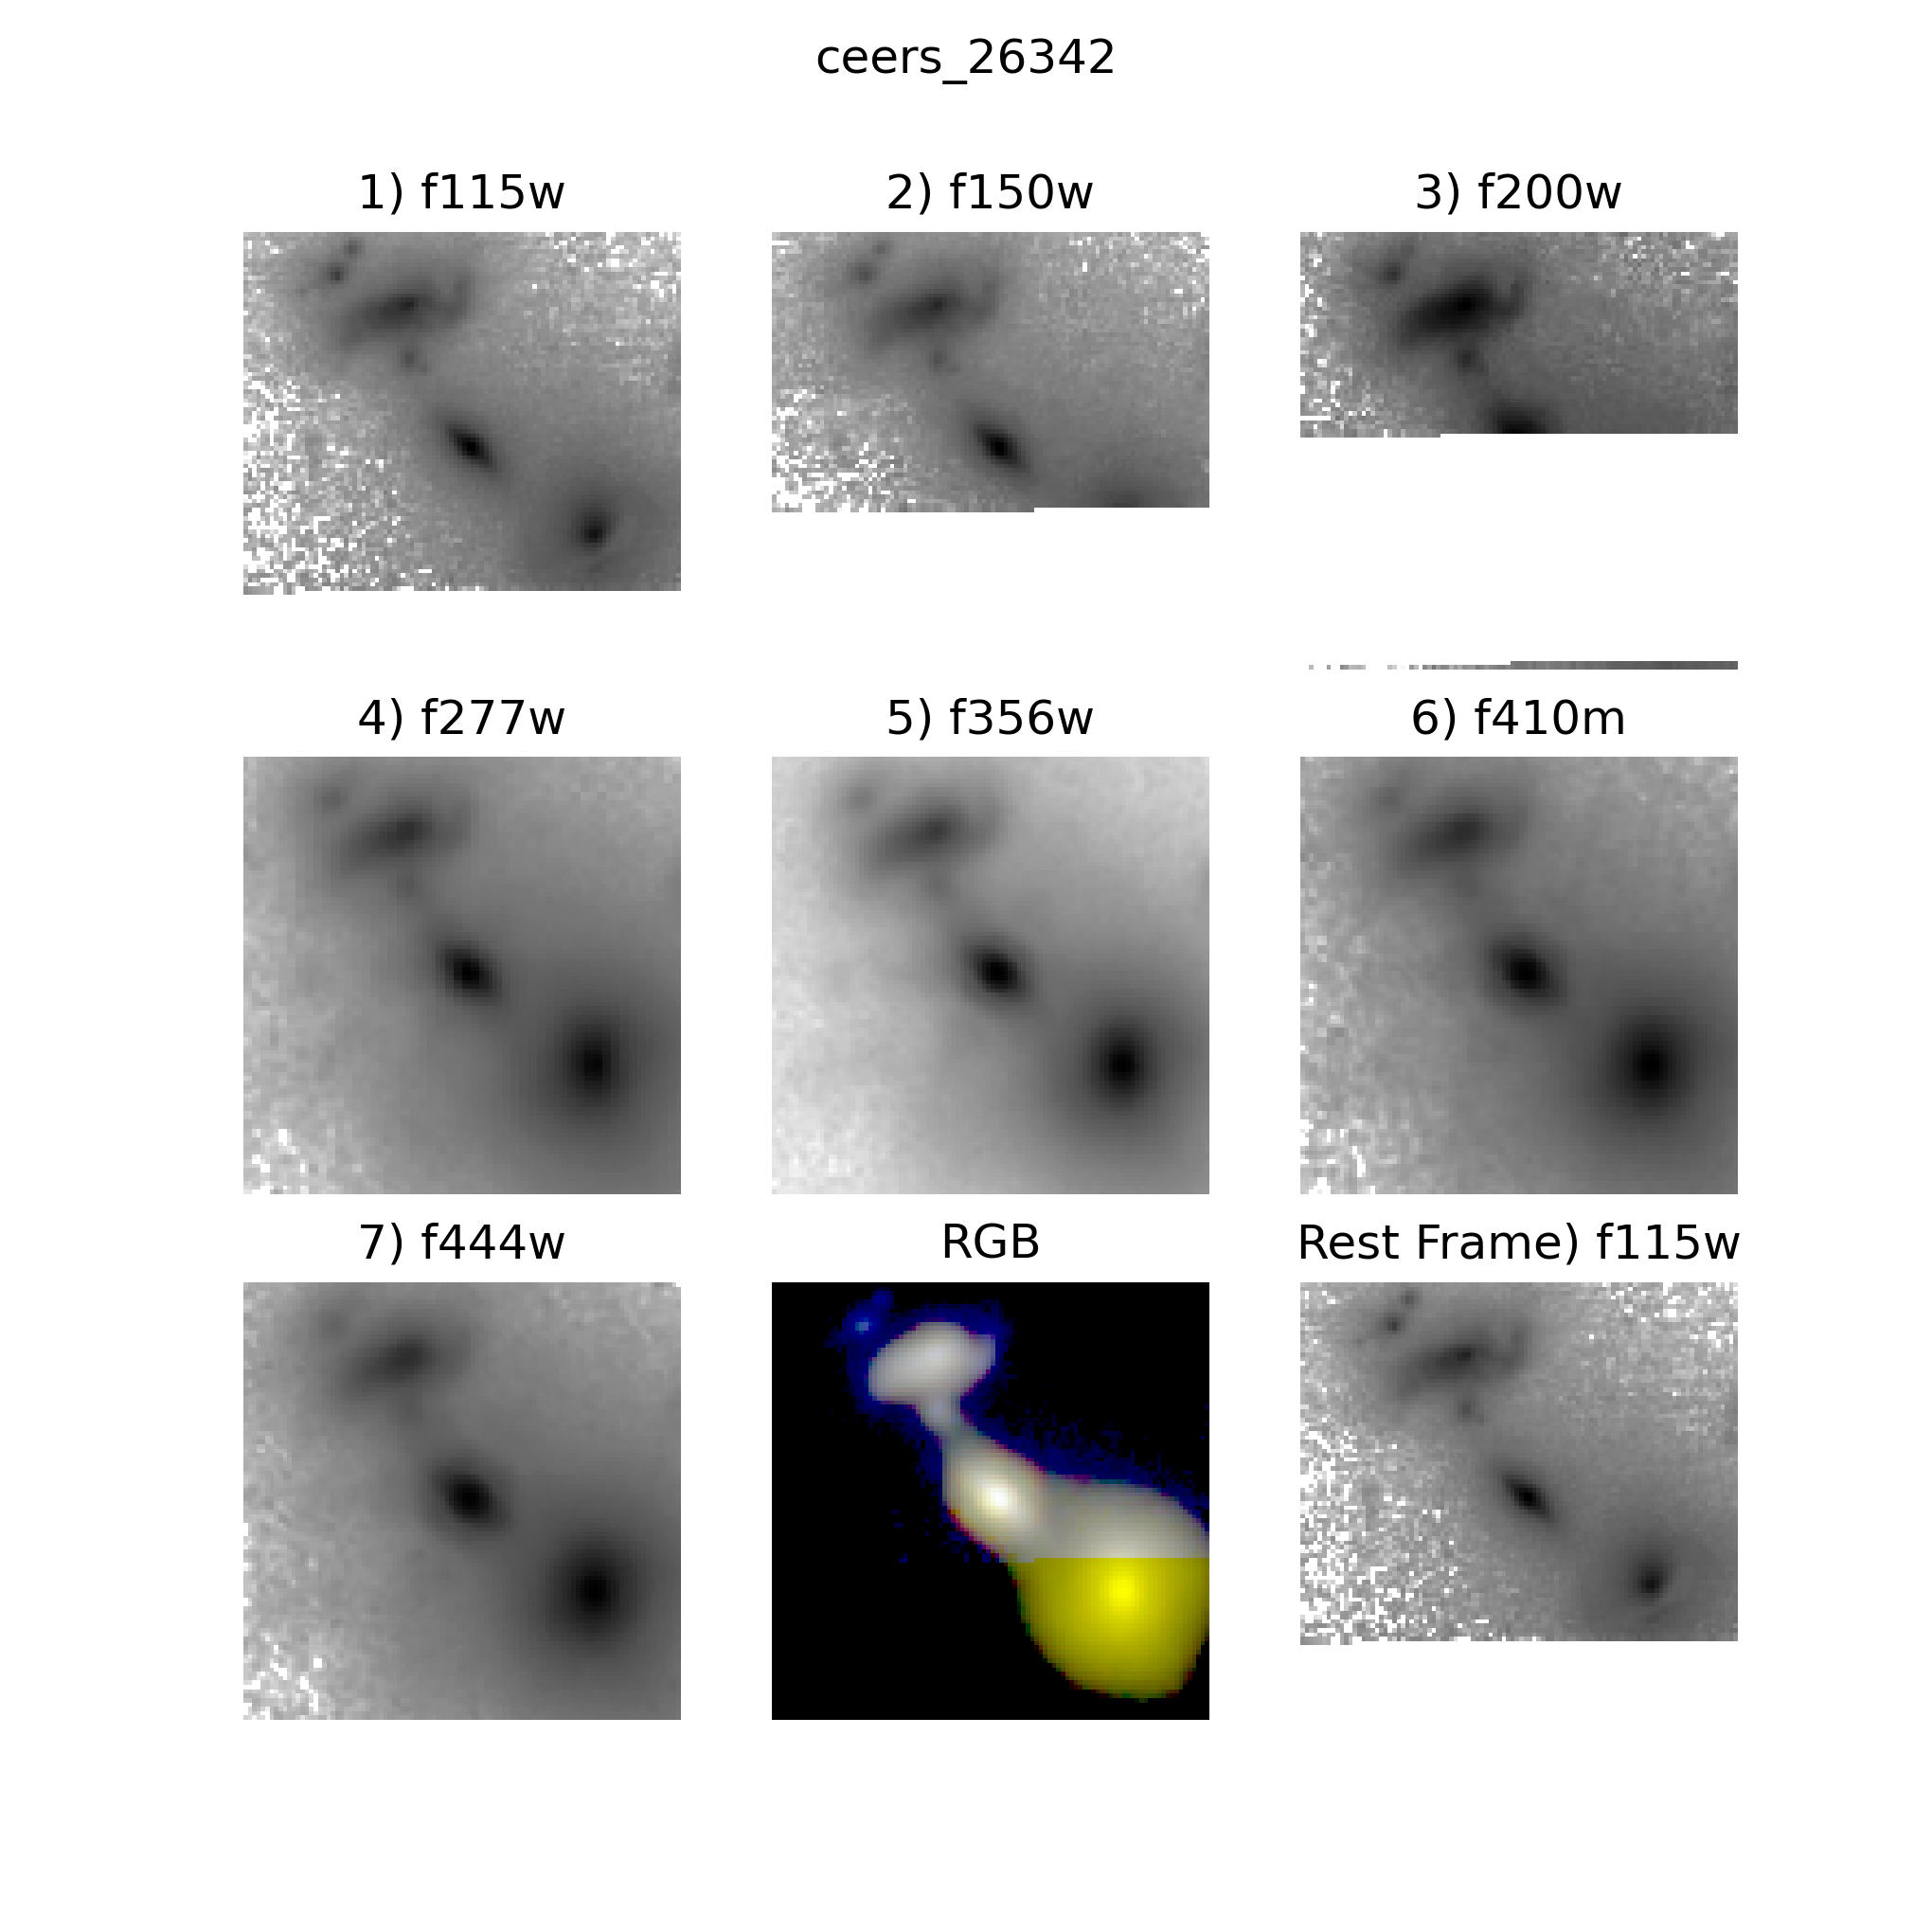 ceers_26342
1) f115w
2) f150w
3) f200w
4) f277w
5) f356w
6) f410m
7) f444w
RGB
Rest Frame) f115w